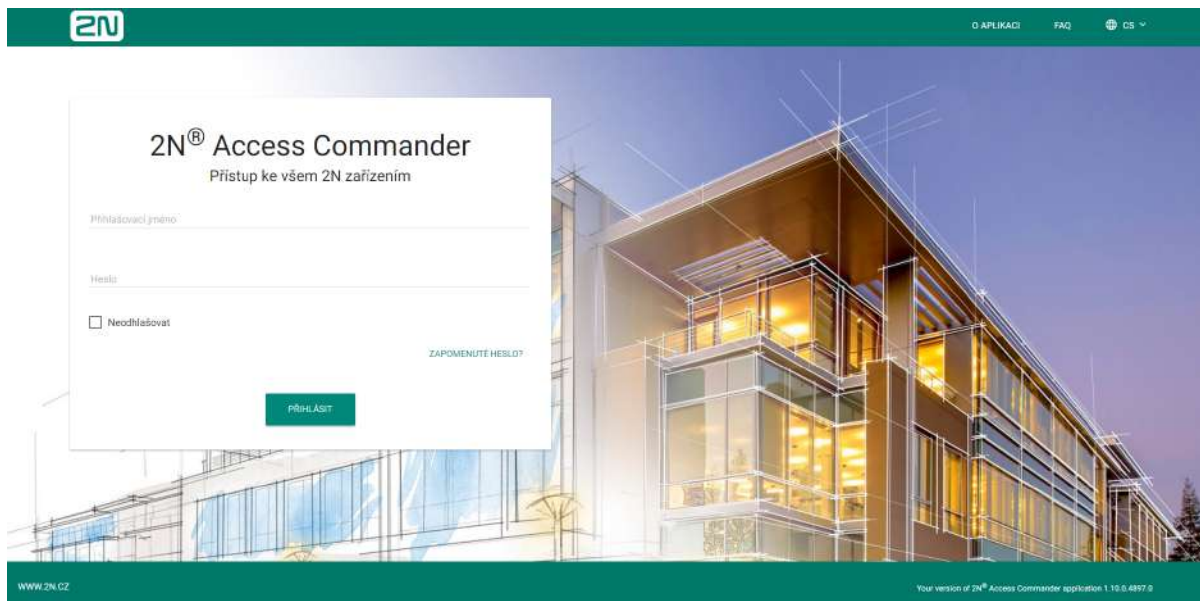 2N
O APLIKACI FAQ CS
2N® Access Commander
Přístup ke všem 2N zařízením
Přihlašovací jméno
Heslo
Neodhlašovat
ZAPOMENUTÉ HESLO?
PŘIHLÁSIT
WWW.2N.CZ Your version of 2N® Access Commander application 1.10.0.4897.0